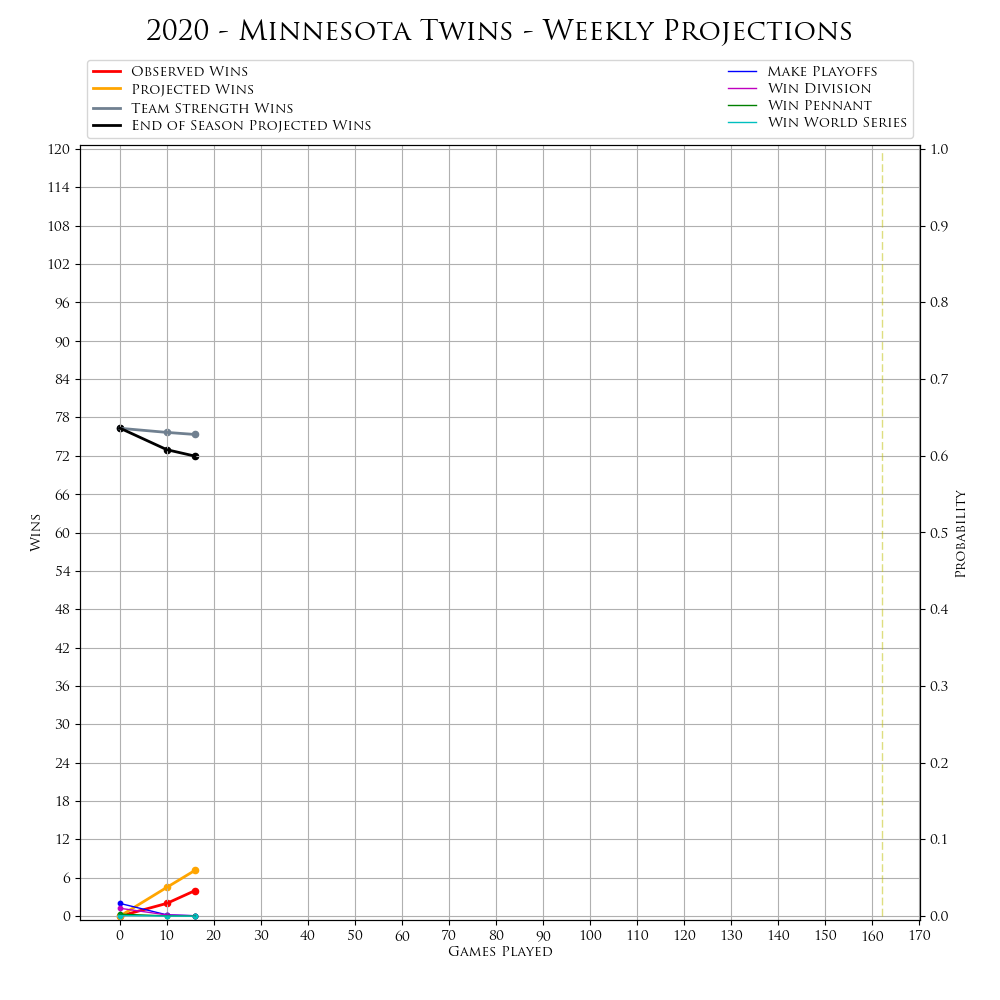 2020 - Minnesota Twins - Weekly Projections
Observed Wins
Projected Wins
Team Strength Wins
End of Season Projected Wins
Make Playoffs
Win Division
Win Pennant
Win World Series
120
114
108
102
96
90
84
78
72
66
60
54
48
42
36
30
24
18
12
6
0
Wins
1.0
0.9
0.8
0.7
0.6
0.5
0.4
0.3
0.2
0.1
0.0
Probability
0 10 20 30 40 50 60 70 80 90 100 110 120 130 140 150 160 170
Games Played